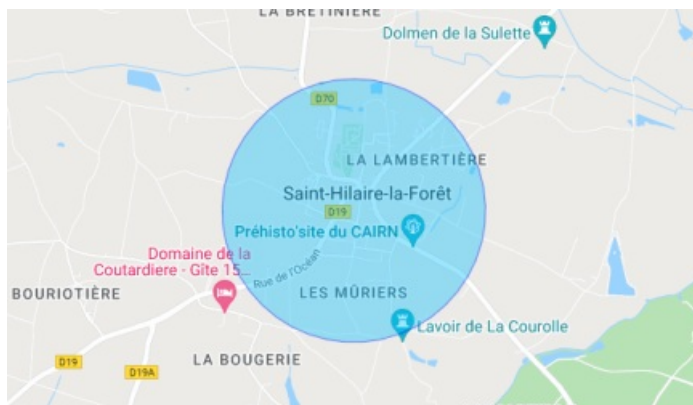 LA BRETINIÈRE
Dolmen de la Sulette
D70
LA LAMBERTIÈRE
Saint-Hilaire-la-Forêt
D19
Préhisto'site du CAIRN
Domaine de la
Coutardiere - Gîte 15...
Rue de l'Océan
BOURIOTIÈRE
LES MÛRIERS
Lavoir de La Courolle
LA BOUGERIE
D19
D19A